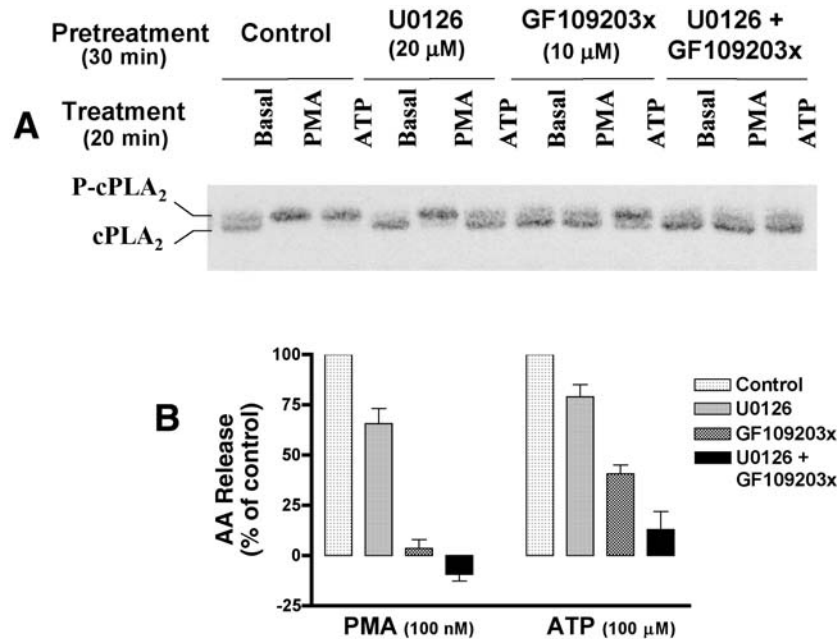 Pretreatment
(30 min)
Control
U0126
(20 μM)
GF109203x
(10 μM)
U0126 +
GF109203x
A
Treatment
(20 min)
Basal
PMA
ATP
Basal
PMA
ATP
Basal
PMA
ATP
Basal
PMA
ATP
P-cPLA₂
cPLA₂
B
AA Release
(% of control)
100
75
50
25
0
-25
PMA (100 nM)
ATP (100 μM)
Control
U0126
GF109203x
U0126 +
GF109203x